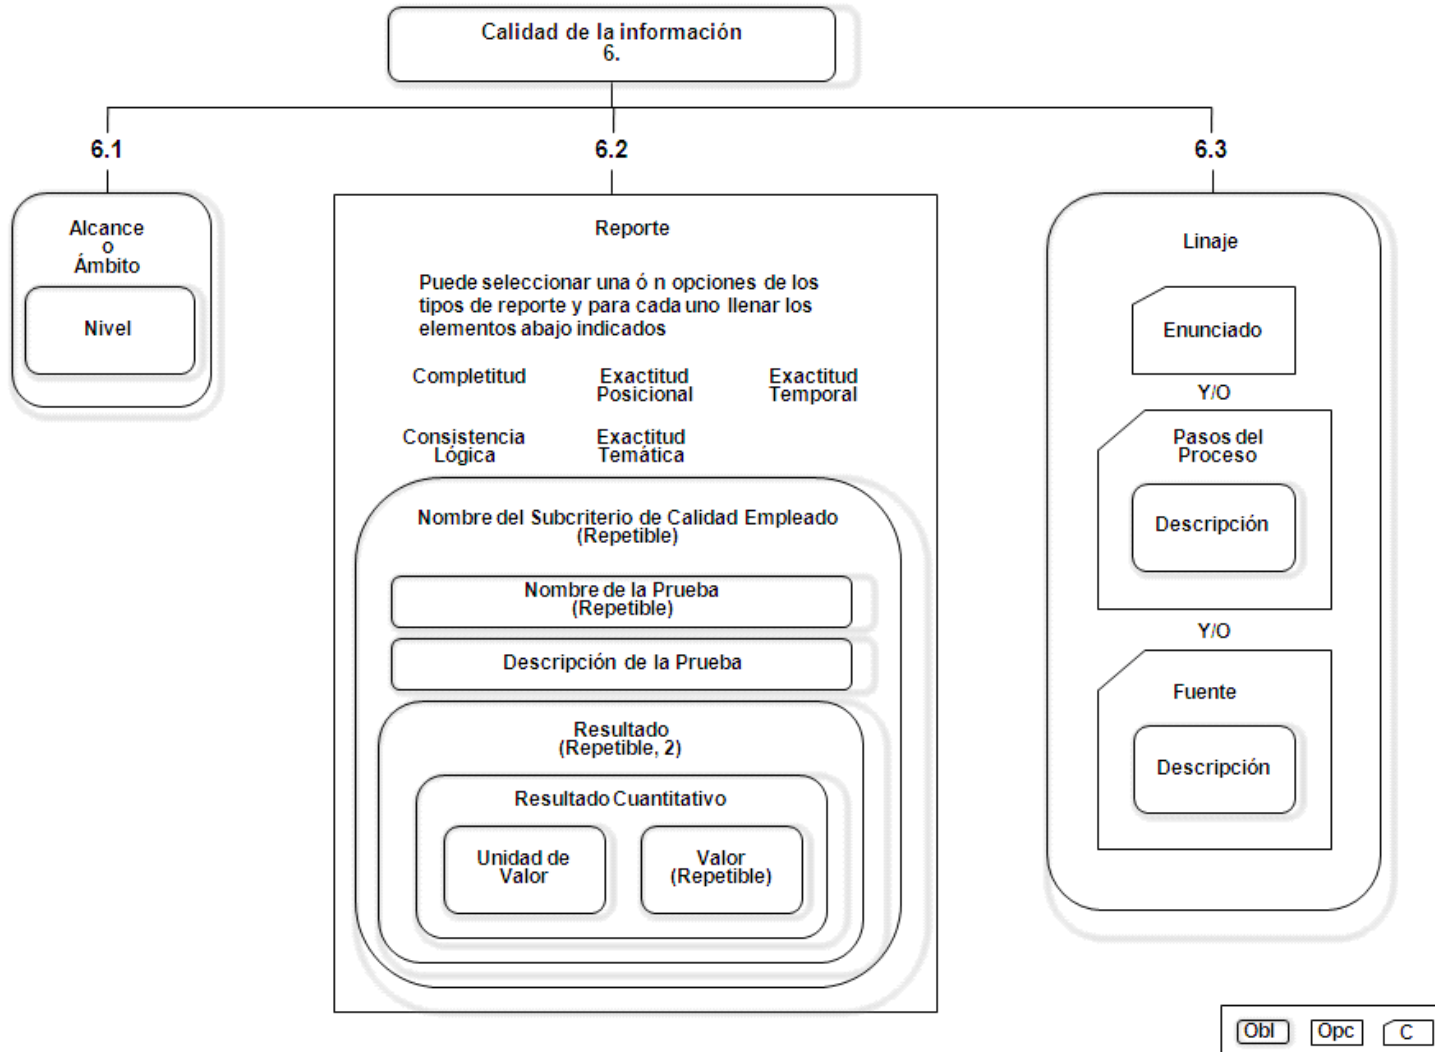 Calidad de la información
6.
6.1
6.2
6.3
Alcance
o
Ámbito
Nivel
Reporte
Puede seleccionar una ó n opciones de los
tipos de reporte y para cada uno llenar los
elementos abajo indicados
Completitud
Exactitud
Posicional
Exactitud
Temporal
Consistencia
Lógica
Exactitud
Temática
Nombre del Subcriterio de Calidad Empleado
(Repetible)
Nombre de la Prueba
(Repetible)
Descripción de la Prueba
Resultado
(Repetible, 2)
Resultado Cuantitativo
Unidad de
Valor
Valor
(Repetible)
Linaje
Enunciado
Y/O
Pasos del
Proceso
Descripción
Y/O
Fuente
Descripción
Obl
Opc
C